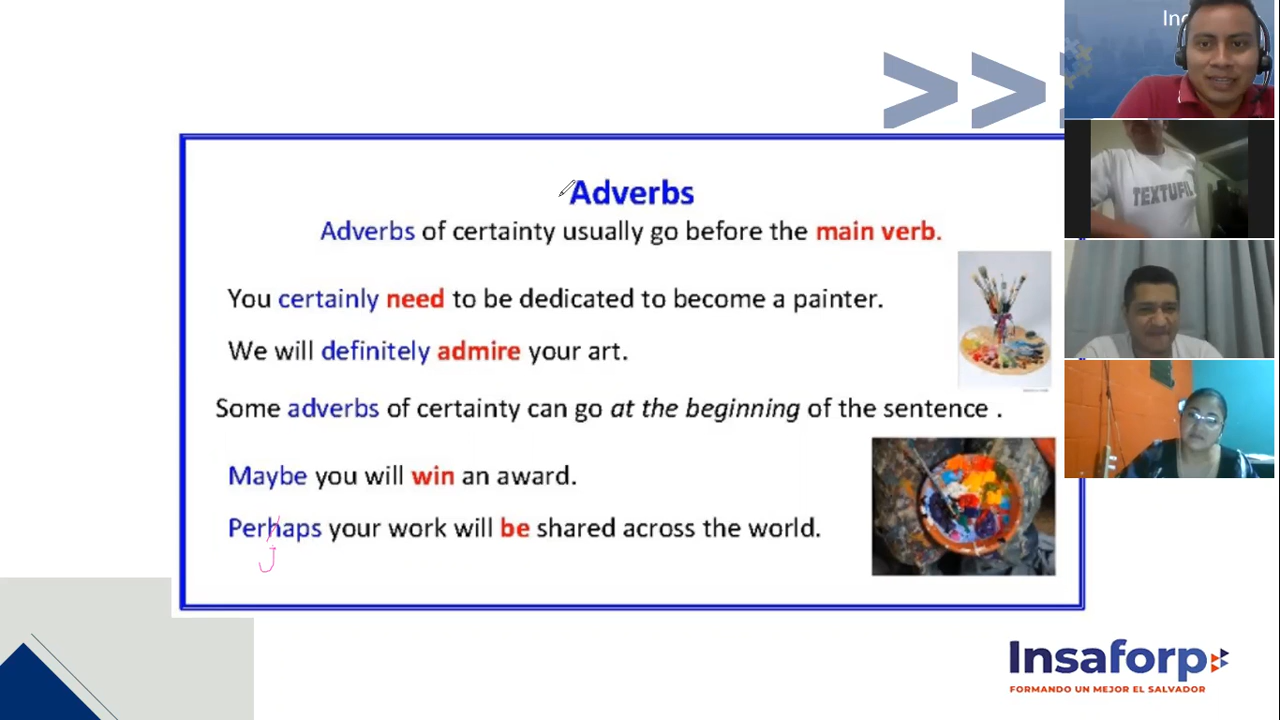 >>
Adverbs
Adverbs of certainty usually go before the main verb.
You certainly need to be dedicated to become a painter.
We will definitely admire your art.
Some adverbs of certainty can go at the beginning of the sentence .
Maybe you will win an award.
Perhaps your work will be shared across the world.
j
TEXTUFIL
Insaforp
FORMANDO UN MEJOR EL SALVADOR